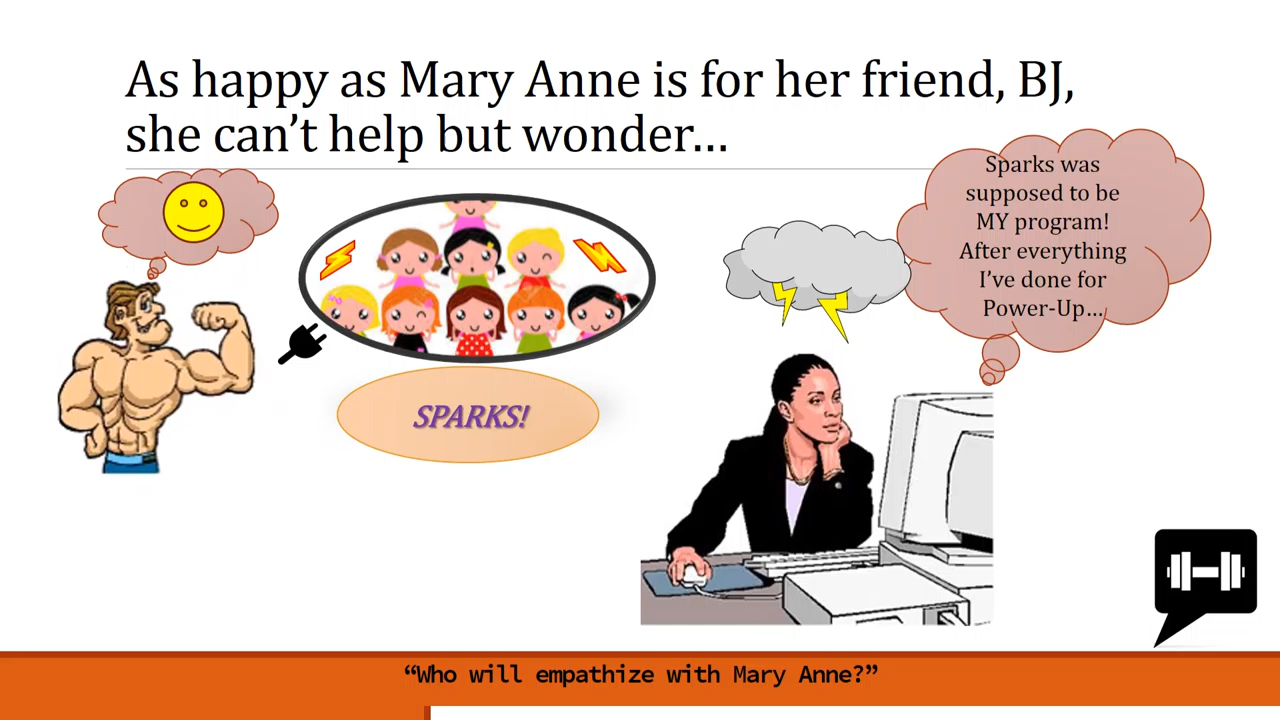 As happy as Mary Anne is for her friend, BJ,
she can’t help but wonder…
Sparks was
supposed to be
MY program!
After everything
I’ve done for
Power-Up…
SPARKS!
“Who will empathize with Mary Anne?”